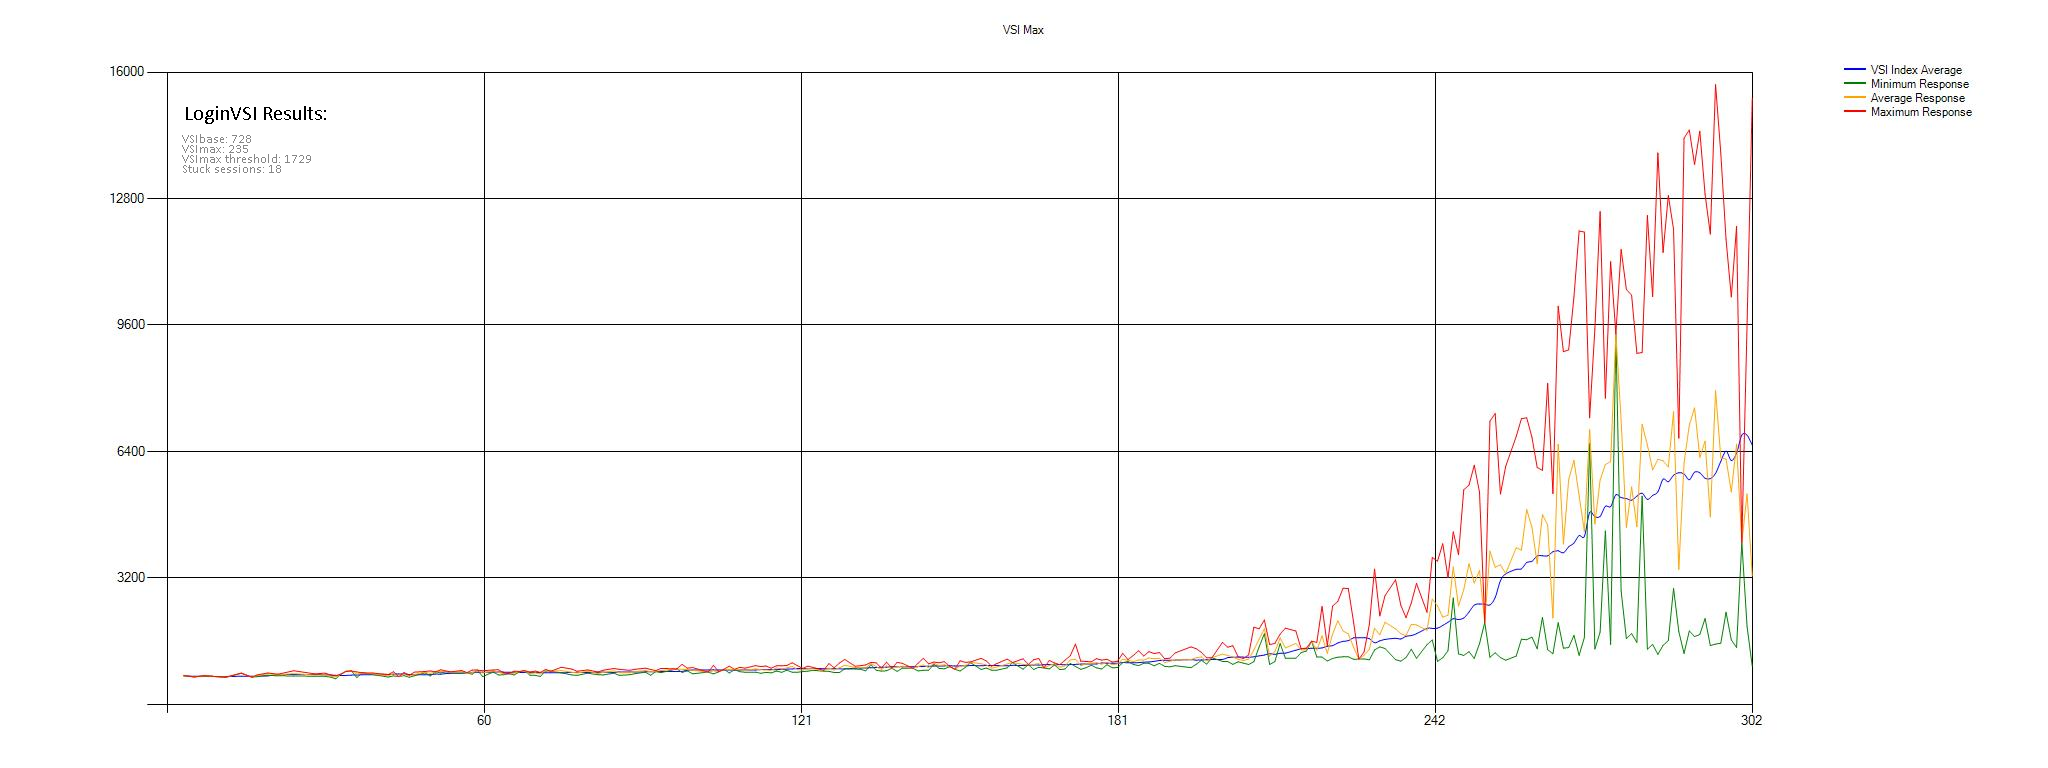 VSI Max
16000
12800
9600
6400
3200
LoginVSI Results:
VSIbase: 728
VSImax: 235
VSImax threshold: 1729
Stuck sessions: 18
VSI Index Average
Minimum Response
Average Response
Maximum Response
60
121
181
242
302